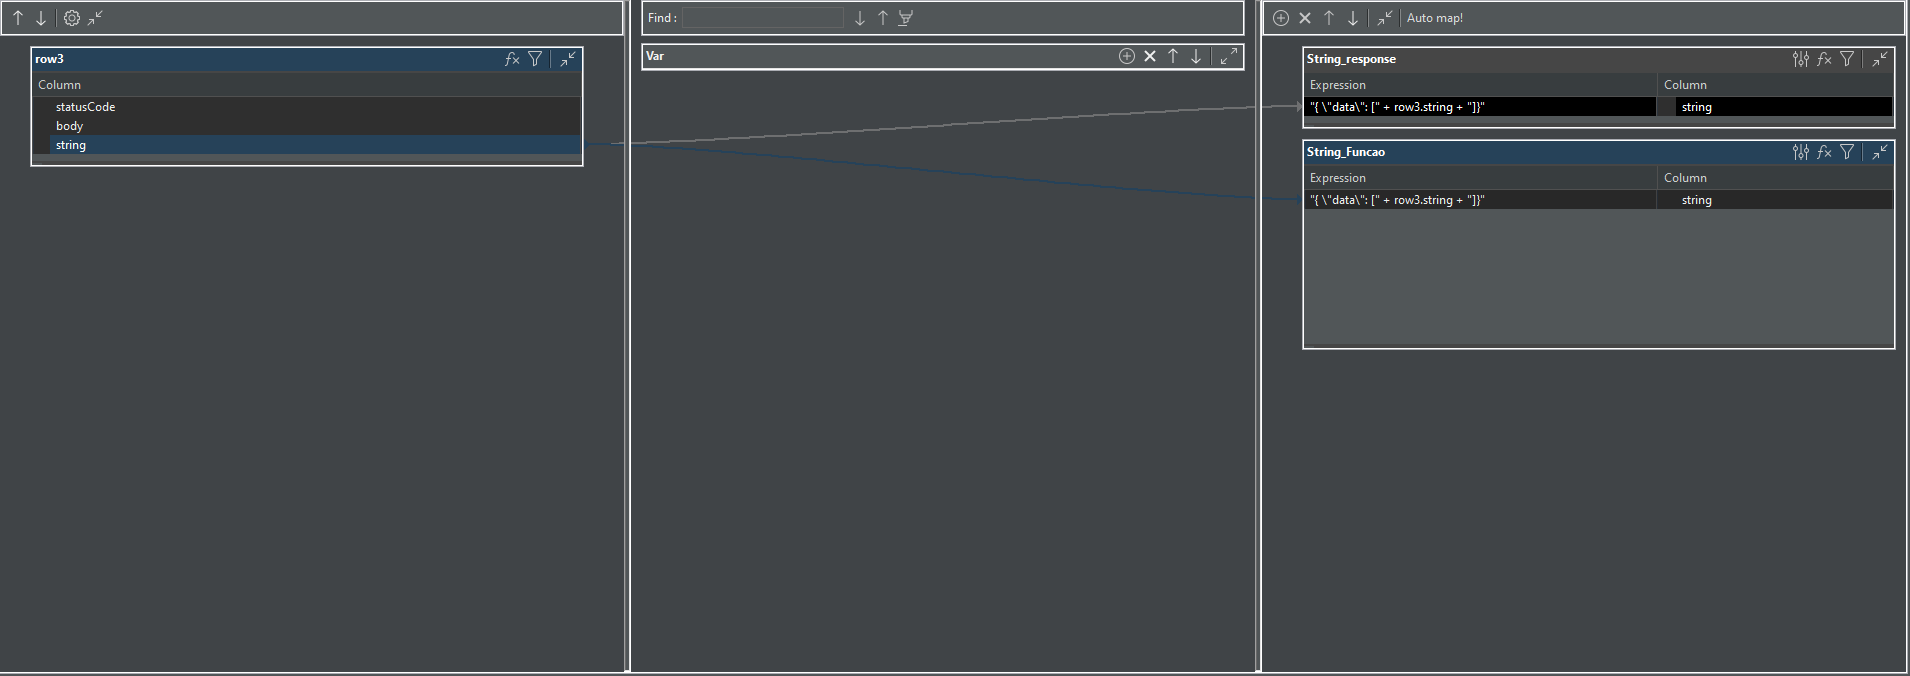 row3
Column
statusCode
body
string
Find :
Var
Auto map!
String_response
Expression Column
"{ \"data\": [" + row3.string + "]}" string
String_Funcao
Expression Column
"{ \"data\": [" + row3.string + "]}" string